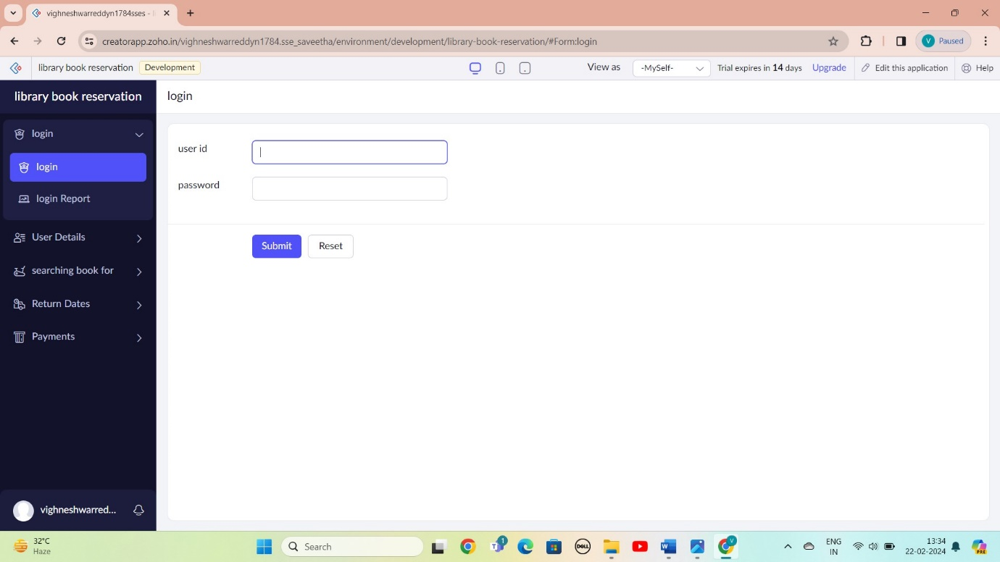 vighneshwarreddyn1784sses -
creatorapp.zoho.in/vighneshwarreddyn1784.sse_saveetha/environment/development/library-book-reservation/#Form:login
V Paused
library book reservation Development View as -MySelf- Trial expires in 14 days Upgrade Edit this application Help
library book reservation
login
login
login
login Report
User Details
searching book for
Return Dates
Payments
user id
password
Submit Reset
vighneshwarred...
32°C
Haze
Search
1
DELL
W
V
ENG
IN
13:34
22-02-2024
PRE